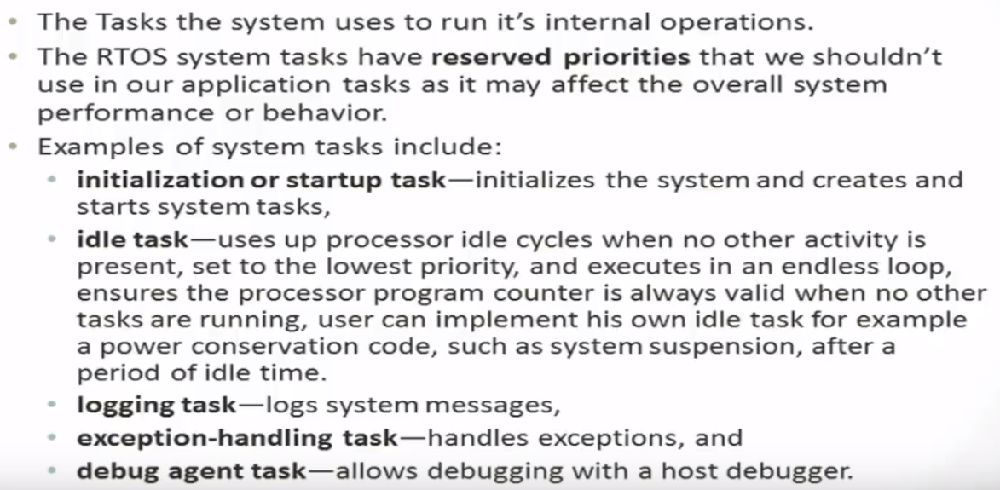 • The Tasks the system uses to run it's internal operations.
• The RTOS system tasks have reserved priorities that we shouldn't
use in our application tasks as it may affect the overall system
performance or behavior.
• Examples of system tasks include:
• initialization or startup task—initializes the system and creates and
starts system tasks,
• idle task—uses up processor idle cycles when no other activity is
present, set to the lowest priority, and executes in an endless loop,
ensures the processor program counter is always valid when no other
tasks are running, user can implement his own idle task for example
a power conservation code, such as system suspension, after a
period of idle time.
• logging task—logs system messages,
• exception-handling task—handles exceptions, and
• debug agent task—allows debugging with a host debugger.